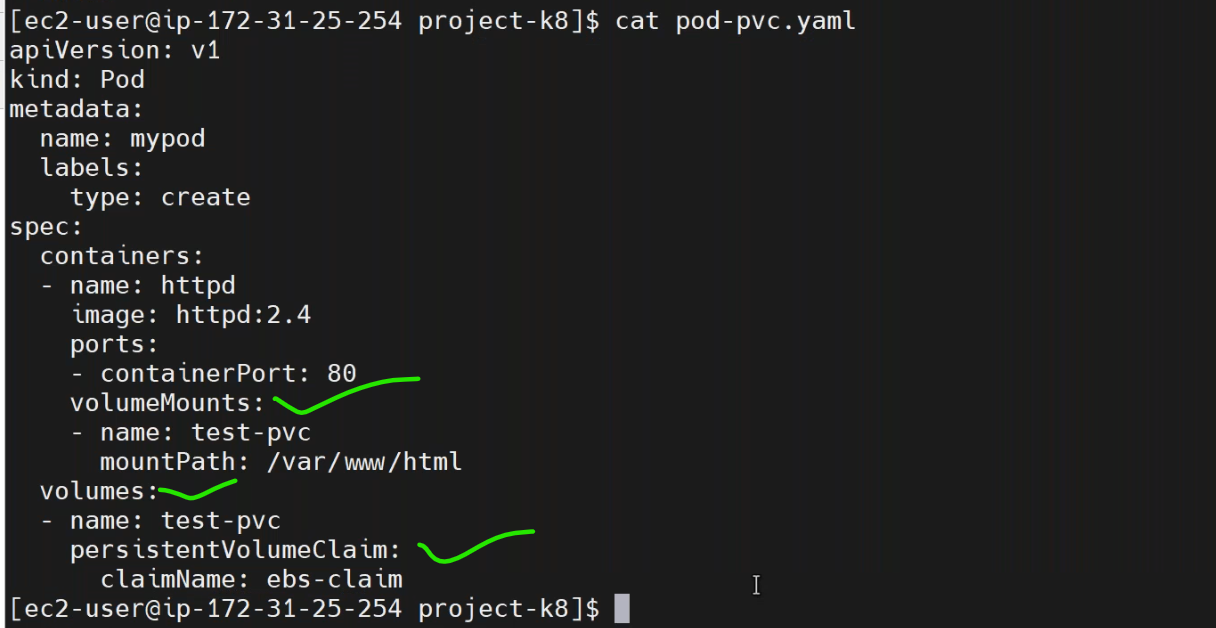 [ec2-user@ip-172-31-25-254 project-k8]$ cat pod-pvc.yaml
apiVersion: v1
kind: Pod
metadata:
  name: mypod
  labels:
    type: create
spec:
  containers:
  - name: httpd
    image: httpd:2.4
    ports:
    - containerPort: 80
    volumeMounts:
    - name: test-pvc
      mountPath: /var/www/html
  volumes:
  - name: test-pvc
    persistentVolumeClaim:
      claimName: ebs-claim
[ec2-user@ip-172-31-25-254 project-k8]$